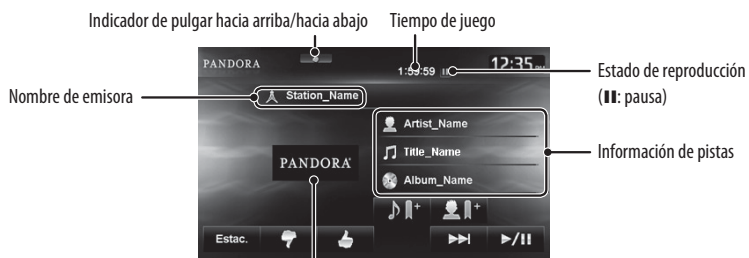 Indicador de pulgar hacia arriba/hacia abajo
Tiempo de juego
PANDORA
1:59:59
12:35 PM
Estado de reproducción
(II: pausa)
Nombre de emisora
Station_Name
Artist_Name
Title_Name
Información de pistas
PANDORA®
Album_Name
Estac.